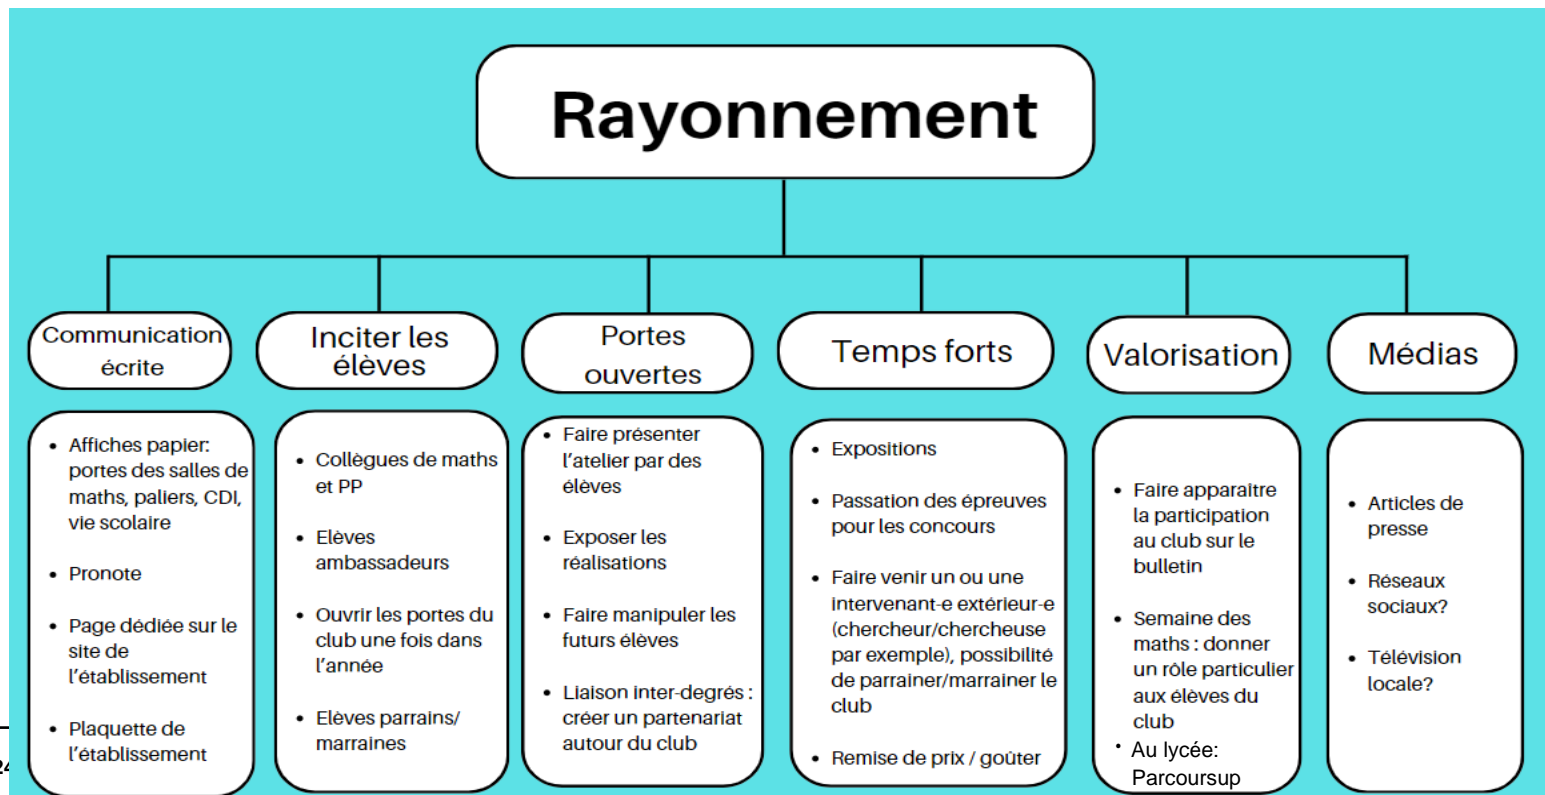 Rayonnement
Communication
écrite
• Affiches papier:
portes des salles de
maths, paliers, CDI,
vie scolaire
• Pronote
• Page dédiée sur le
site de
l'établissement
• Plaquette de
l'établissement
Inciter les
élèves
• Collègues de maths
et PP
• Elèves
ambassadeurs
• Ouvrir les portes du
club une fois dans
l'année
• Elèves parrains/
marraines
Portes
ouvertes
• Faire présenter
l'atelier par des
élèves
• Exposer les
réalisations
• Faire manipuler les
futurs élèves
• Liaison inter-degrés :
créer un partenariat
autour du club
Temps forts
• Expositions
• Passation des épreuves
pour les concours
• Faire venir un ou une
intervenant-e extérieur-e
(chercheur/chercheuse
par exemple), possibilité
de parrainer/marrainer le
club
• Remise de prix / goûter
Valorisation
• Faire apparaître
la participation
au club sur le
bulletin
• Semaine des
maths : donner
un rôle particulier
aux élèves du
club
• Au lycée:
Parcoursup
Médias
• Articles de
presse
• Réseaux
sociaux?
• Télévision
locale?